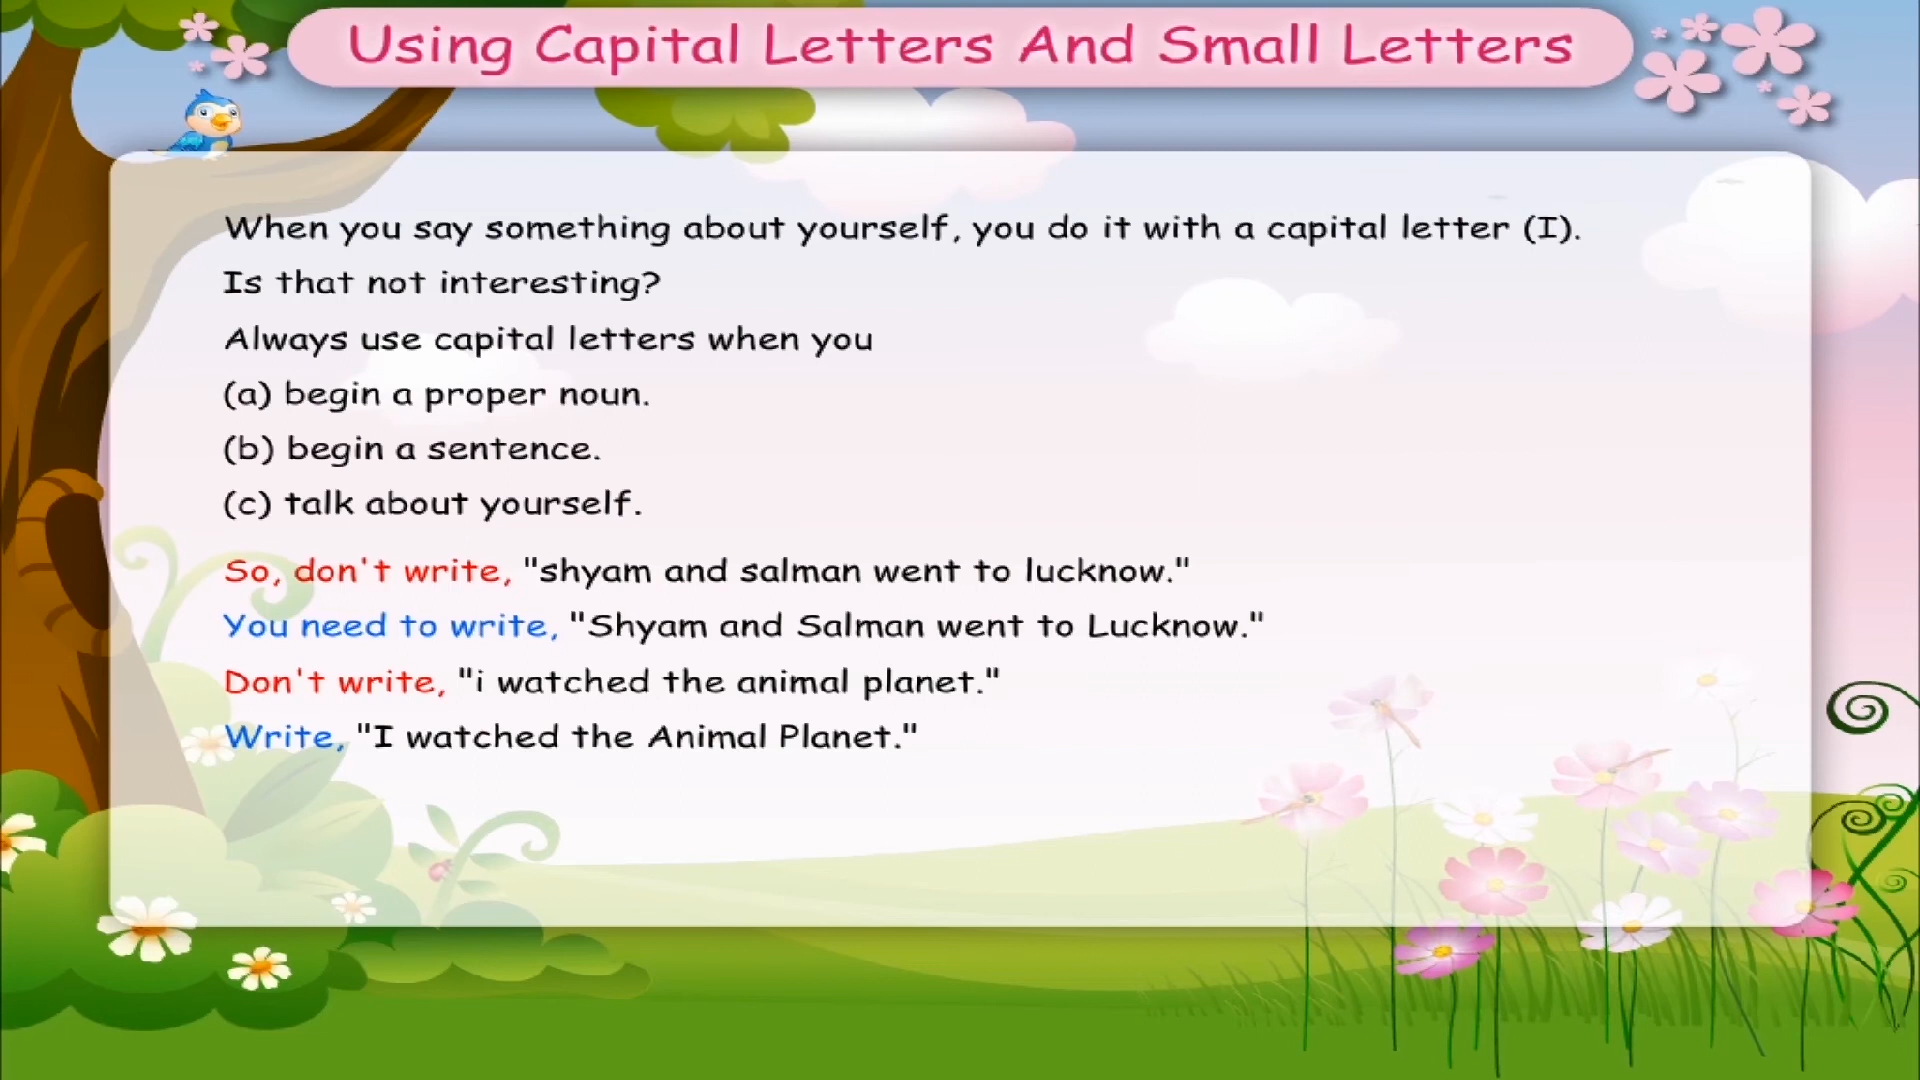 Using Capital Letters And Small Letters
When you say something about yourself, you do it with a capital letter (I).
Is that not interesting?
Always use capital letters when you
(a) begin a proper noun.
(b) begin a sentence.
(c) talk about yourself.
So, don't write, "shyam and salman went to lucknow."
You need to write, "Shyam and Salman went to Lucknow."
Don't write, "i watched the animal planet."
Write, "I watched the Animal Planet."